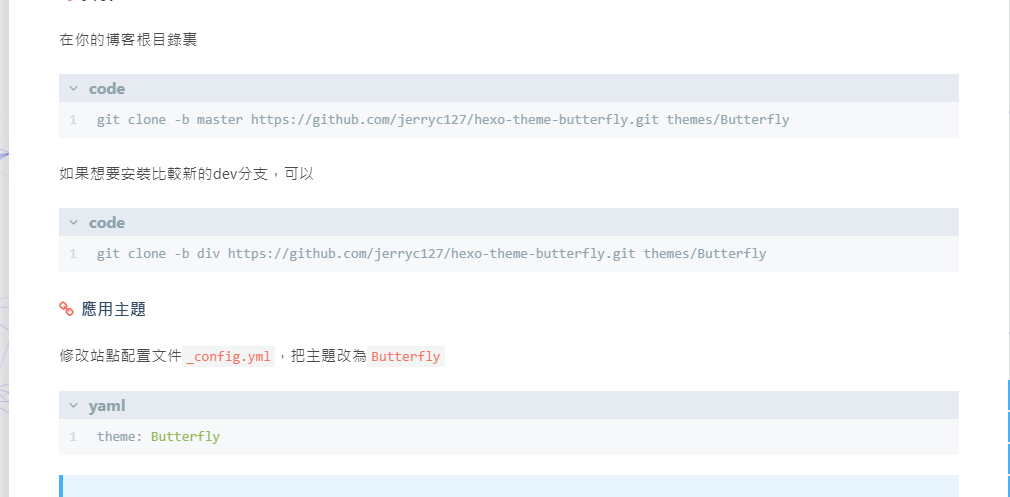 在你的博客根目錄裏
code
1 git clone -b master https://github.com/jerryc127/hexo-theme-butterfly.git themes/Butterfly
如果想要安裝比較新的dev分支，可以
code
1 git clone -b div https://github.com/jerryc127/hexo-theme-butterfly.git themes/Butterfly
應用主題
修改站點配置文件 _config.yml ，把主題改為 Butterfly
yaml
1 theme: Butterfly